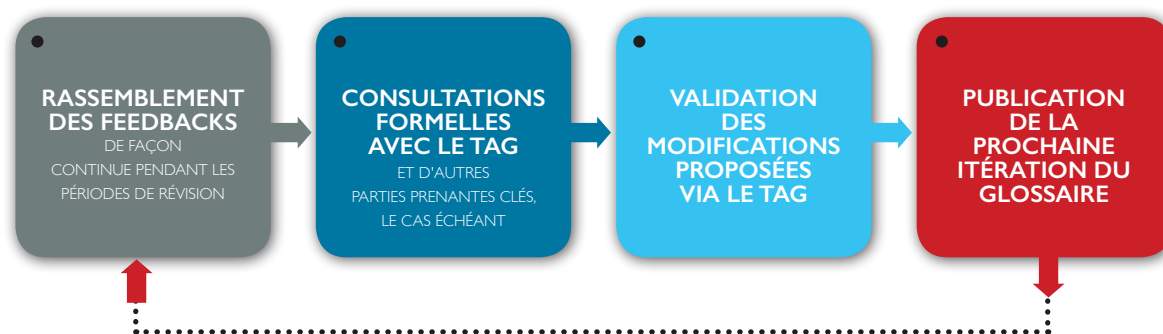 RASSEMBLEMENT
DES FEEDBACKS
DE FAÇON
CONTINUE PENDANT LES
PÉRIODES DE RÉVISION
CONSULTATIONS
FORMELLES
AVEC LE TAG
ET D'AUTRES
PARTIES PRENANTES CLÉS,
LE CAS ÉCHÉANT
VALIDATION
DES
MODIFICATIONS
PROPOSÉES
VIA LE TAG
PUBLICATION
DE LA
PROCHAINE
ITÉRATION DU
GLOSSAIRE